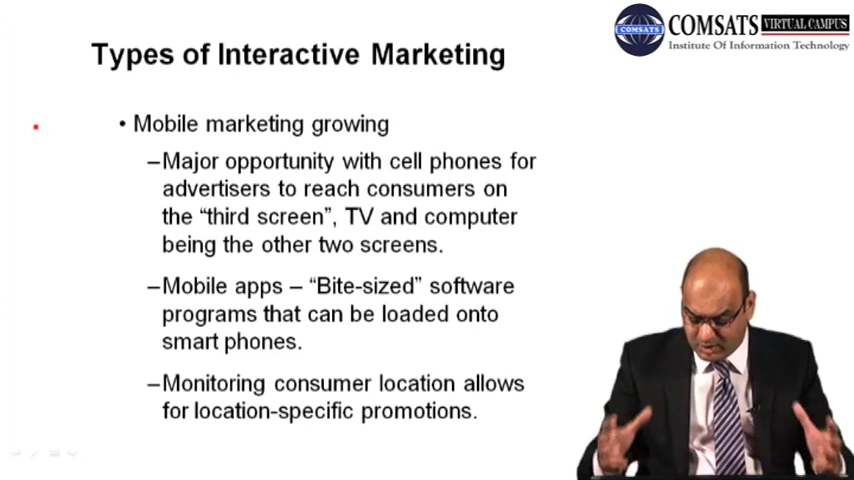 COMSATS VIRTUAL CAMPUS
COMSATS
Institute Of Information Technology
Types of Interactive Marketing
• Mobile marketing growing
–Major opportunity with cell phones for
advertisers to reach consumers on
the “third screen”, TV and computer
being the other two screens.
–Mobile apps – “Bite-sized” software
programs that can be loaded onto
smart phones.
–Monitoring consumer location allows
for location-specific promotions.